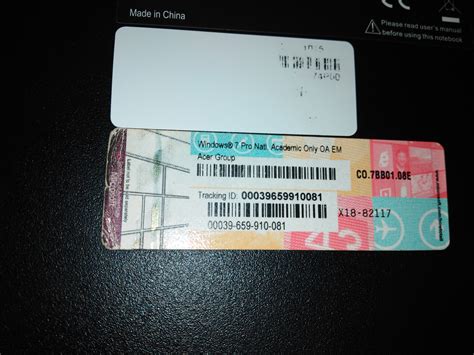 Made in China
Please read user's manual
before using this notebook
Windows® 7 Pro Natl. Academic Only OA EM
Acer Group
CO.7BB01.08E
Tracking ID: 00039659910081
X18-82117
00039-659-910-081